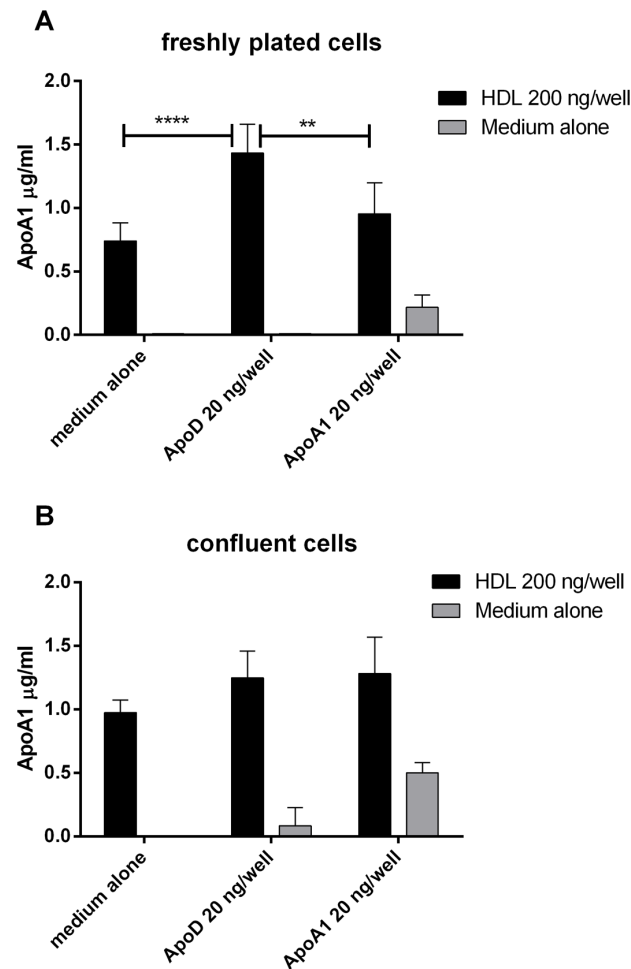 A
freshly plated cells
2.0
1.5
1.0
0.5
0.0
ApoA1 μg/ml
****
**
HDL 200 ng/well
Medium alone
medium alone
ApoD 20 ng/well
ApoA1 20 ng/well
B
confluent cells
2.0
1.5
1.0
0.5
0.0
ApoA1 μg/ml
HDL 200 ng/well
Medium alone
medium alone
ApoD 20 ng/well
ApoA1 20 ng/well